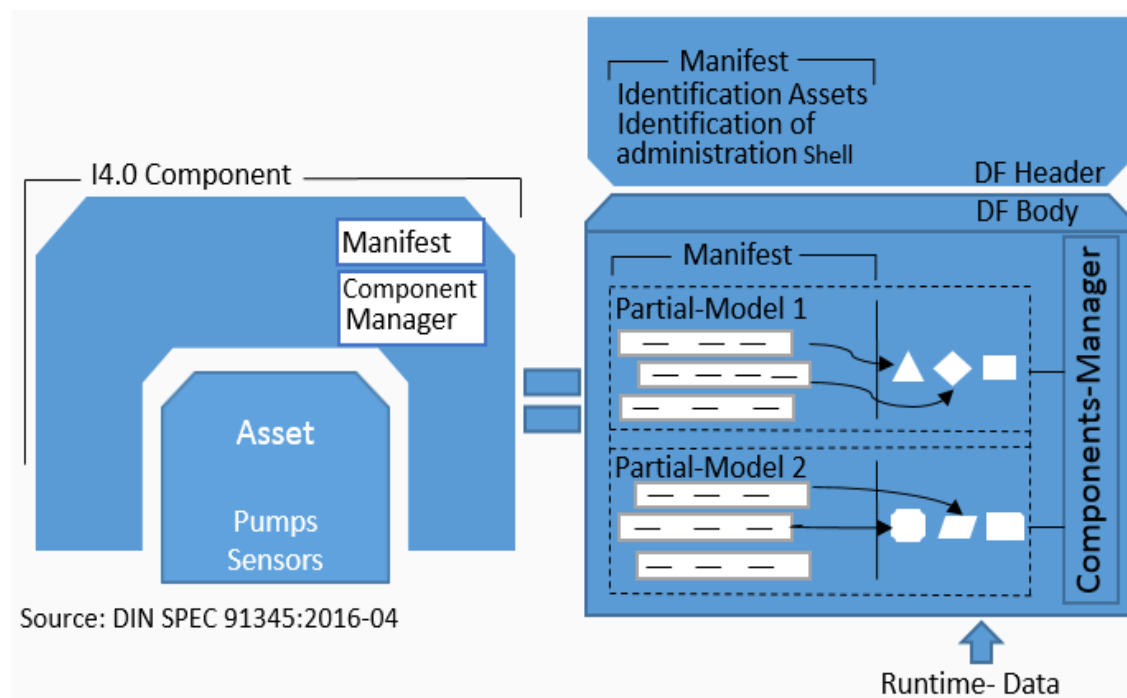 I4.0 Component
Manifest
Component
Manager
Asset
Pumps
Sensors
Source: DIN SPEC 91345:2016-04
Manifest
Identification Assets
Identification of
administration Shell
DF Header
DF Body
Manifest
Partial-Model 1
Partial-Model 2
Components-Manager
Runtime- Data